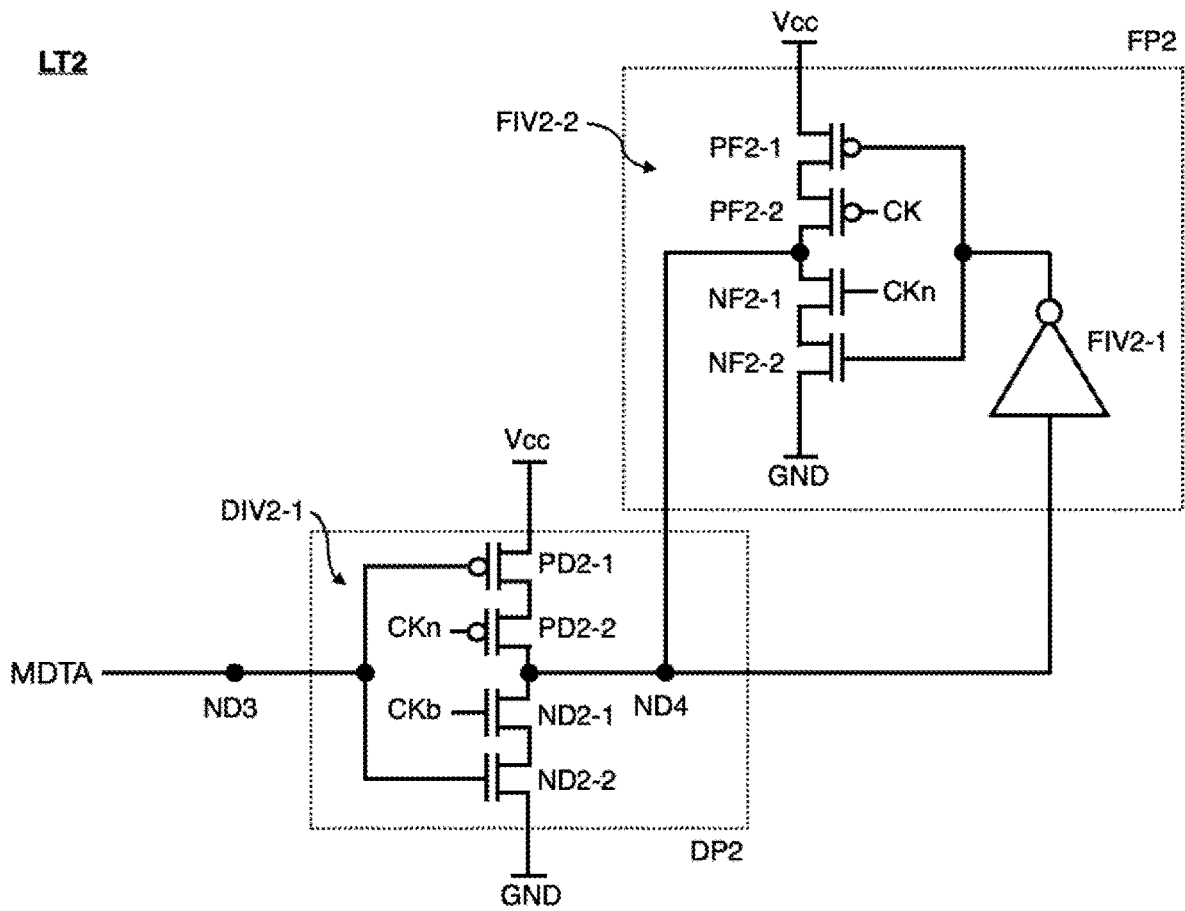 LT2
Vcc
FP2
FIV2-2
PF2-1
PF2-2
CK
NF2-1
CKn
NF2-2
FIV2-1
GND
Vcc
DIV2-1
PD2-1
CKn
PD2-2
MDTA
ND3
CKb
ND2-1
ND4
ND2-2
DP2
GND